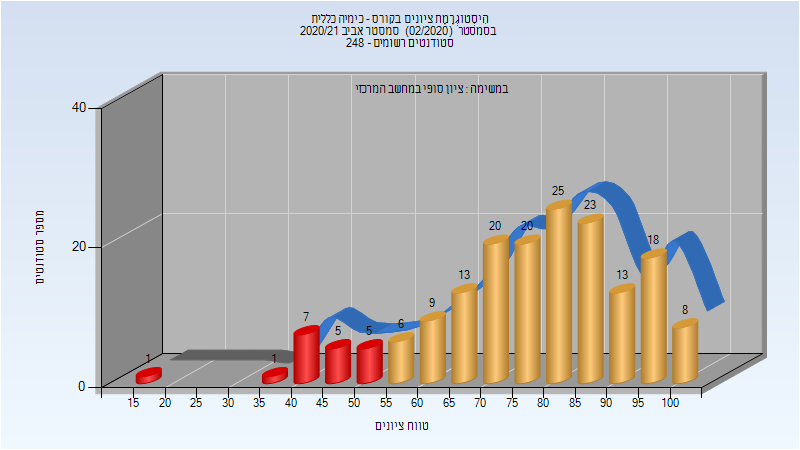 היסטוגרמת ציונים בקורס - כימיה כללית
בסמסטר (02/2020) סמסטר אביב 2020/21
סטודנטים רשומים - 248
במשימה : ציון סופי במחשב המרכזי
מספר סטודנטים
40
20
0
1
1
7
5
5
6
9
13
20
20
25
23
13
18
8
15 20 25 30 35 40 45 50 55 60 65 70 75 80 85 90 95 100
טווח ציונים